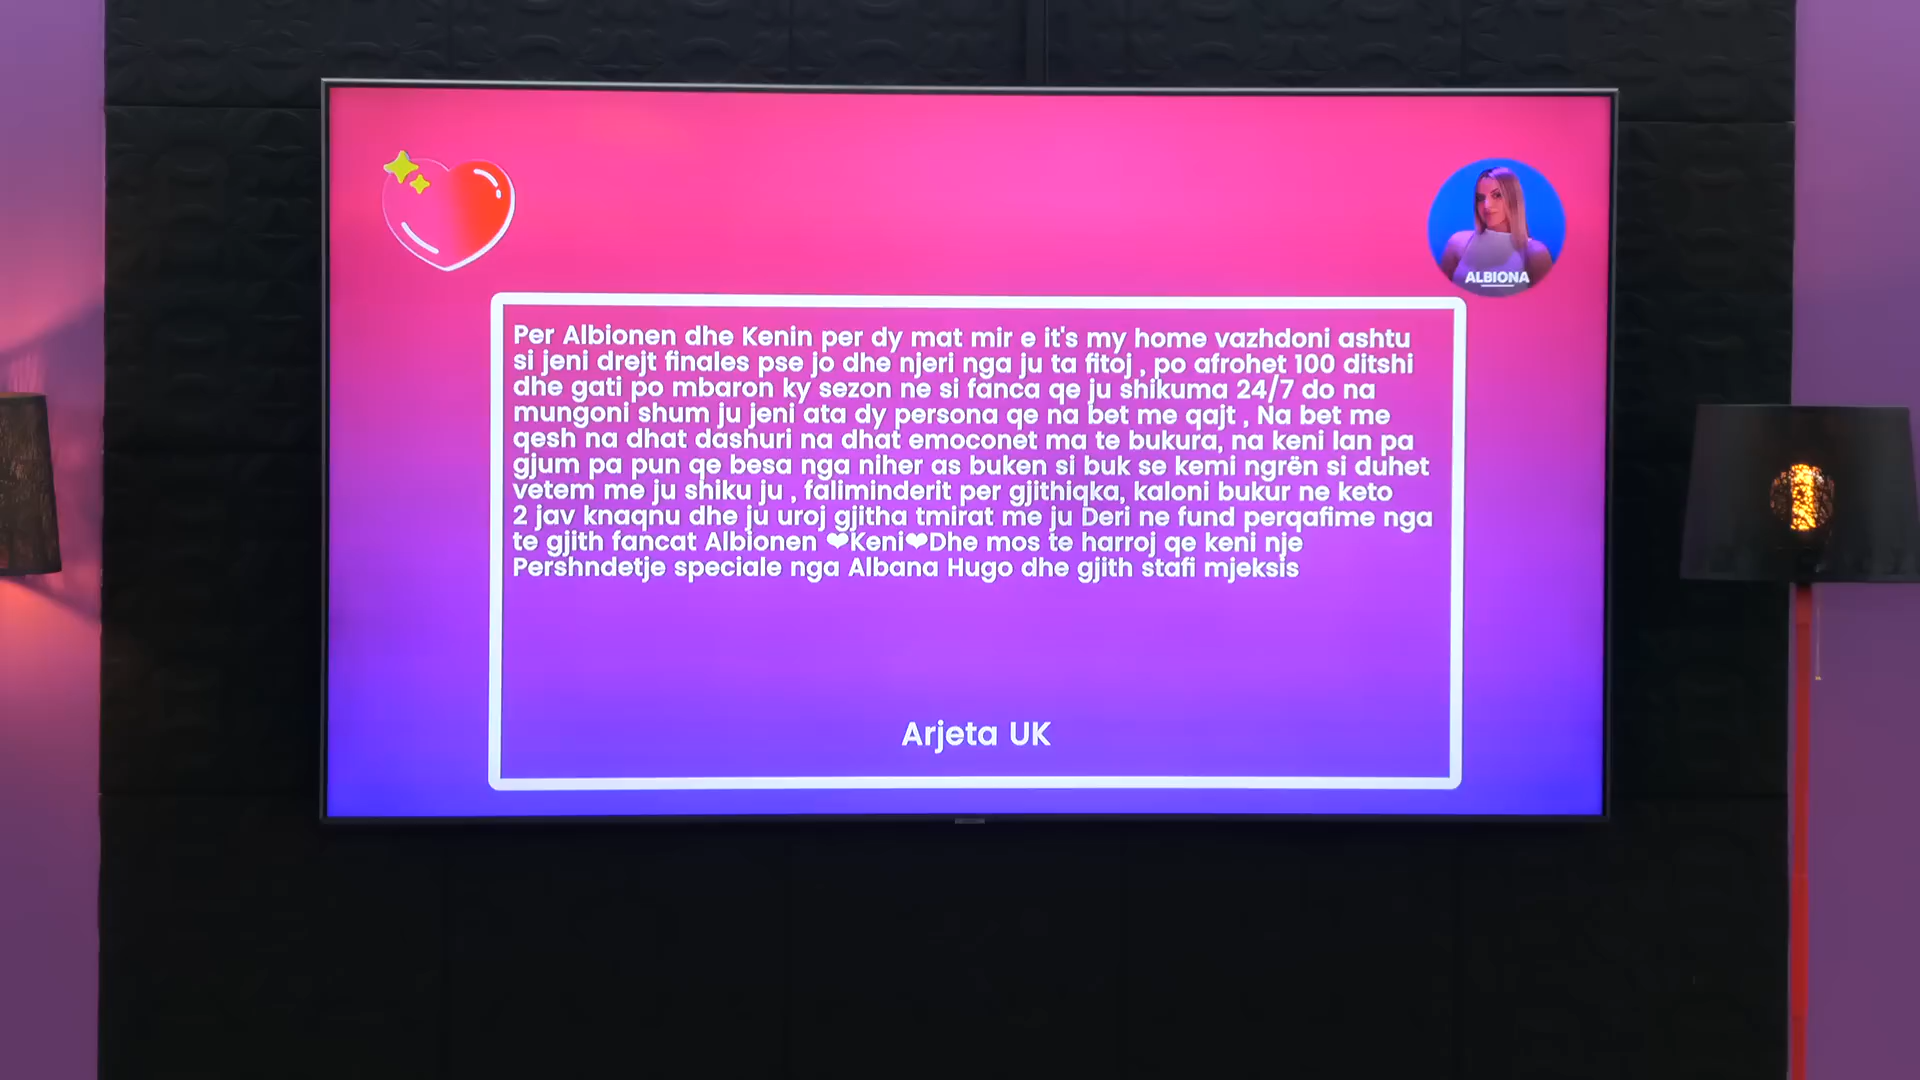 ALBIONA
Per Albionen dhe Kenin per dy mat mir e it's my home vazhdoni ashtu
si jeni drejt finales pse jo dhe njeri nga ju ta fitoj , po afrohet 100 ditshi
dhe gati po mbaron ky sezon ne si fanca qe ju shikuma 24/7 do na
mungoni shum ju jeni ata dy persona qe na bet me qajt , Na bet me
qesh na dhat dashuri na dhat emoconet ma te bukura, na keni lan pa
gjum pa pun qe besa nga niher as buken si buk se kemi ngrën si duhet
vetem me ju shiku ju , faliminderit per gjithiqka, kaloni bukur ne keto
2 jav knaqnu dhe ju uroj gjitha tmirat me ju Deri ne fund perqafime nga
te gjith fancat Albionen ❤Keni❤Dhe mos te harroj qe keni nje
Pershndetje speciale nga Albana Hugo dhe gjith stafi mjeksis
Arjeta UK